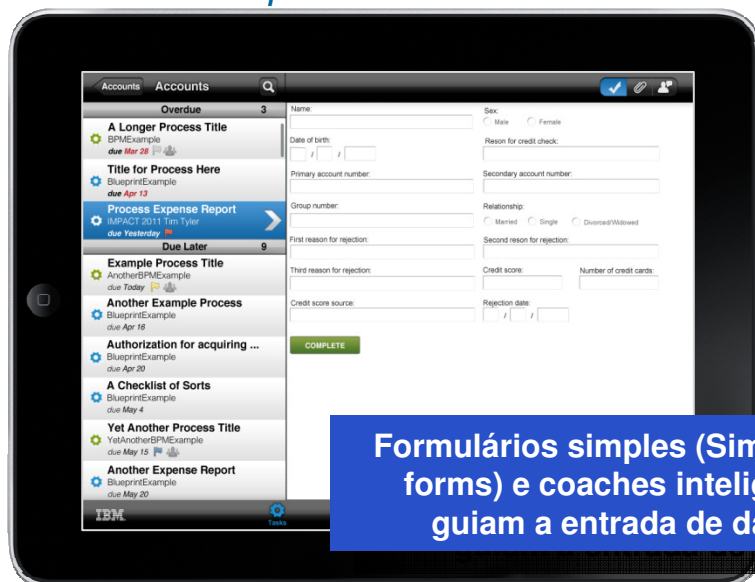 Accounts
Accounts
Overdue 3
A Longer Process Title
BPMExample
due Mar 28
Title for Process Here
BlueprintExample
due Apr 13
Process Expense Report
IMPACT 2011 Tim Tyler
due Yesterday
Due Later 9
Example Process Title
AnotherBPMExample
due Today
Another Example Process
BlueprintExample
due Apr 16
Authorization for acquiring ...
BlueprintExample
due Apr 20
A Checklist of Sorts
BlueprintExample
due May 4
Yet Another Process Title
YetAnotherBPMExample
due May 15
Another Expense Report
BlueprintExample
due May 20
IBM
Tasks
Name:
Sex:
Male Female
Date of birth:
/ /
Reson for credit check:
Primary account number:
Secondary account number:
Group number:
Relationship:
Married Single Divorced/Widowed
First reason for rejection:
Second reson for rejection:
Third reason for rejection:
Credit score:
Number of credit cards:
Credit score source:
Rejection date:
/ /
COMPLETE
Formulários simples (Sim
forms) e coaches intelig
guiam a entrada de da